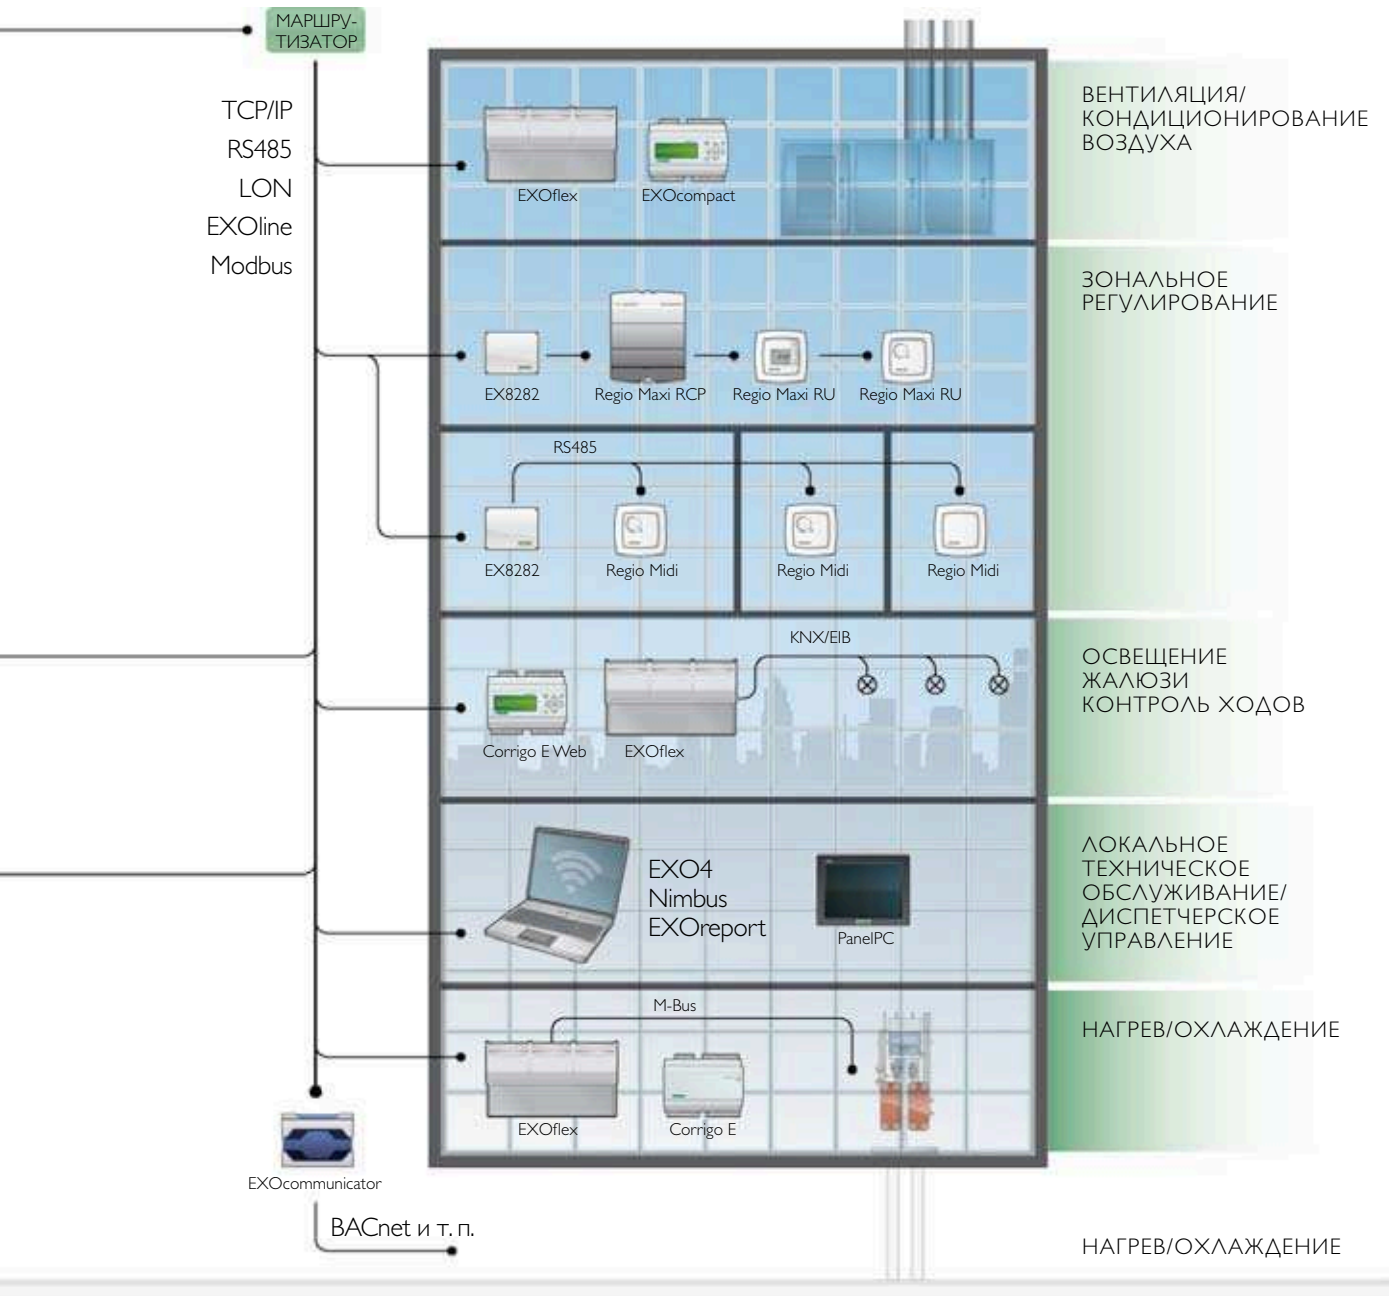 МАРШРУ-
ТИЗАТОР
TCP/IP
RS485
LON
EXOline
Modbus
EXOflex
EXOcompact
ВЕНТИЛЯЦИЯ/
КОНДИЦИОНИРОВАНИЕ
ВОЗДУХА
EX8282
Regio Maxi RCP
Regio Maxi RU
Regio Maxi RU
ЗОНАЛЬНОЕ
РЕГУЛИРОВАНИЕ
RS485
EX8282
Regio Midi
Regio Midi
Regio Midi
KNX/EIB
Corrigo E Web
EXOflex
ОСВЕЩЕНИЕ
ЖАЛЮЗИ
КОНТРОЛЬ ХОДОВ
EXO4
Nimbus
EXOreport
PanelPC
ЛОКАЛЬНОЕ
ТЕХНИЧЕСКОЕ
ОБСЛУЖИВАНИЕ/
ДИСПЕТЧЕРСКОЕ
УПРАВЛЕНИЕ
M-Bus
EXOflex
Corrigo E
НАГРЕВ/ОХЛАЖДЕНИЕ
EXOcommunicator
BACnet и т. п.
НАГРЕВ/ОХЛАЖДЕНИЕ